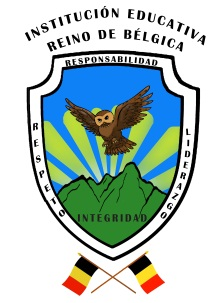 INSTITUCIÓN EDUCATIVA
REINO DE BÉLGICA
RESPONSABILIDAD
RESPETO
LIDERAZGO
INTEGRIDAD